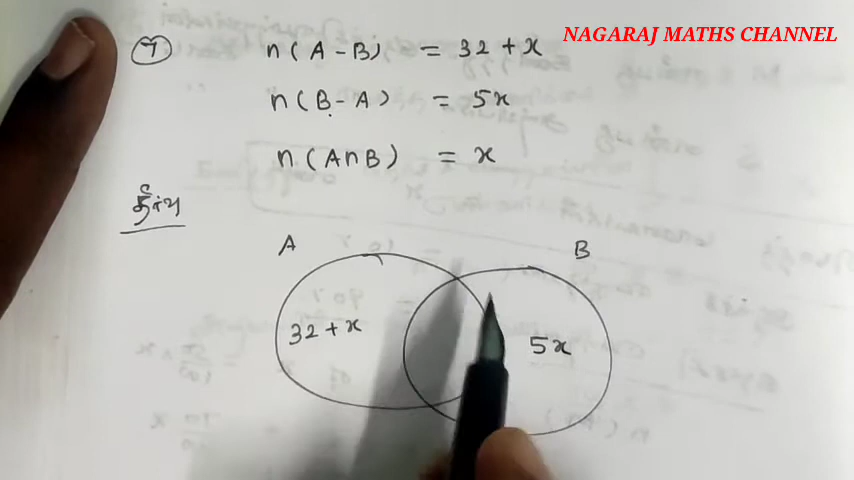 NAGARAJ MATHS CHANNEL
7 n(A-B) = 32+x
n(B-A) = 5x
n(A∩B) = x
தீர்வு
A B
32+x 5x